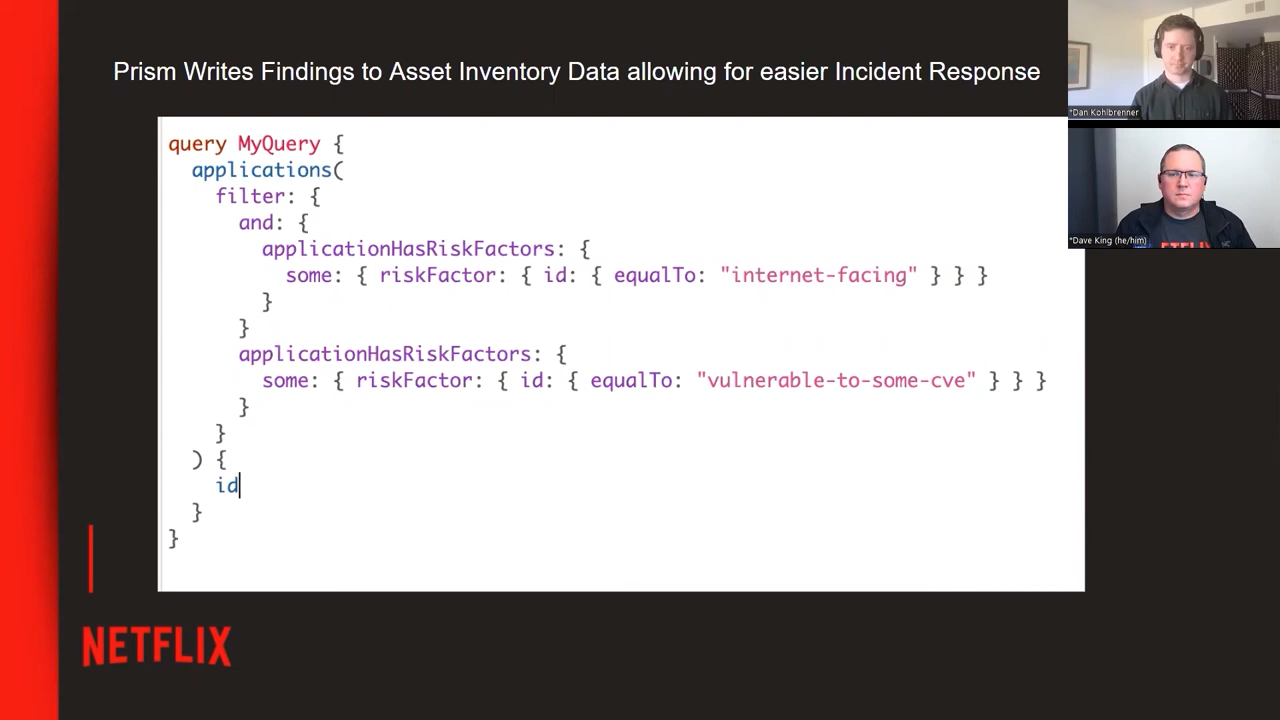 Prism Writes Findings to Asset Inventory Data allowing for easier Incident Response
query MyQuery {
applications(
filter: {
and: {
applicationHasRiskFactors: {
some: { riskFactor: { id: { equalTo: "internet-facing" } } }
}
}
applicationHasRiskFactors: {
some: { riskFactor: { id: { equalTo: "vulnerable-to-some-cve" } } }
}
}
) {
id
}
}
NETFLIX
*Dan Kohlbrenner
*Dave King (he/him)